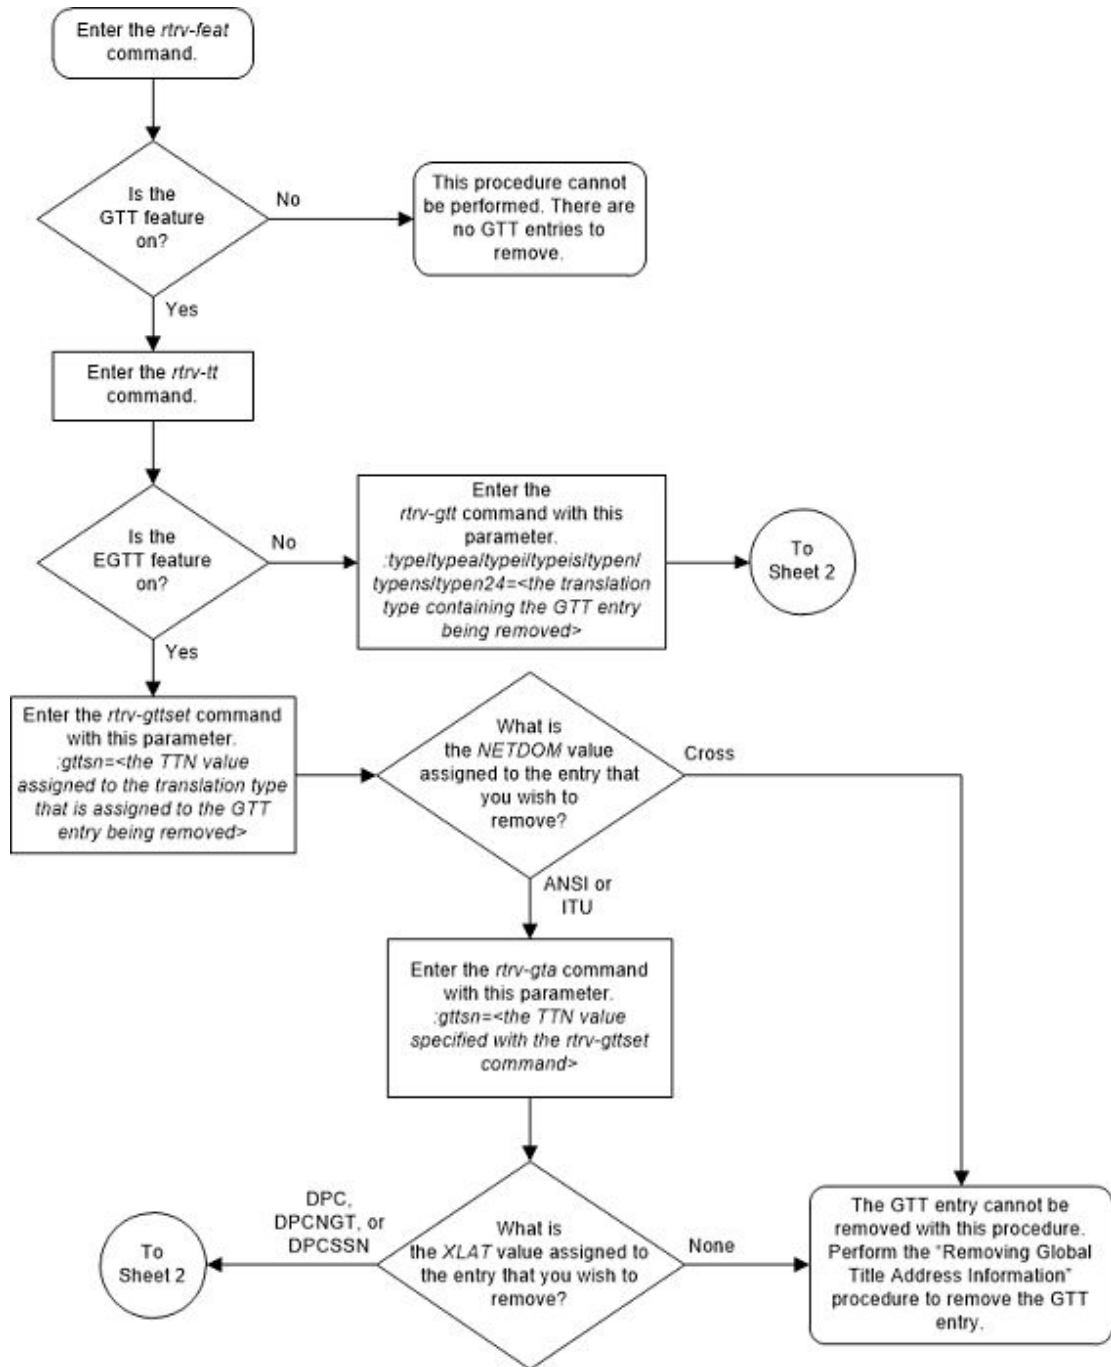 Enter the rtrv-feat
command.
Is the
GTT feature
on?
No
This procedure cannot
be performed. There are
no GTT entries to
remove.
Yes
Enter the rtrv-tt
command.
Is the
EGTT feature
on?
No
Enter the
rtrv-gtt command with this
parameter.
:type/typea/typei/typeis/typen/
typens/typen24=<the translation
type containing the GTT entry
being removed>
To
Sheet 2
Yes
Enter the rtrv-gttset command
with this parameter.
:gttsn=<the TTN value
assigned to the translation type
that is assigned to the GTT
entry being removed>
What is
the NETDOM value
assigned to the entry that
you wish to
remove?
Cross
ANSI or
ITU
Enter the rtrv-gta command
with this parameter.
:gttsn=<the TTN value
specified with the rtrv-gttset
command>
What is
the XLAT value assigned to
the entry that you wish to
remove?
DPC,
DPCNGT, or
DPCSSN
To
Sheet 2
None
The GTT entry cannot be
removed with this procedure.
Perform the "Removing Global
Title Address Information"
procedure to remove the GTT
entry.